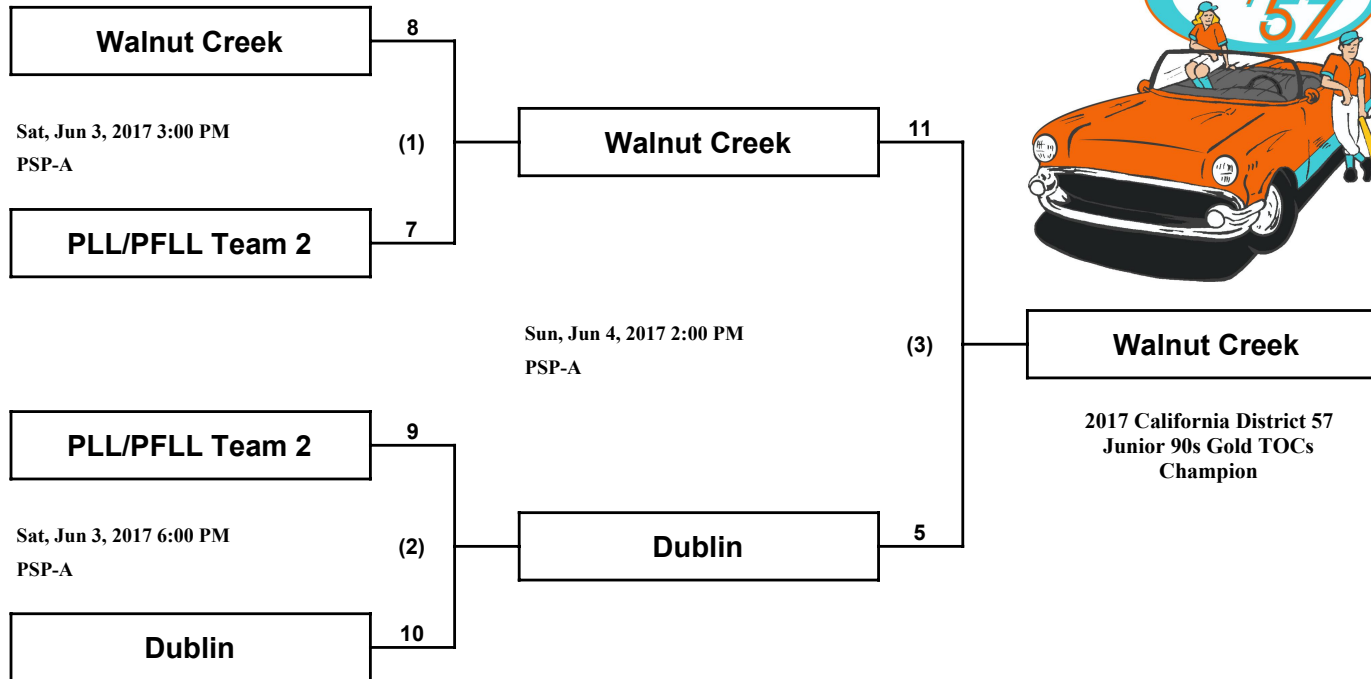 '57
Walnut Creek
8
Sat, Jun 3, 2017 3:00 PM
PSP-A
(1)
PLL/PFLL Team 2
7
Walnut Creek
11
Sun, Jun 4, 2017 2:00 PM
PSP-A
(3)
Walnut Creek
2017 California District 57
Junior 90s Gold TOCs
Champion
PLL/PFLL Team 2
9
Sat, Jun 3, 2017 6:00 PM
PSP-A
(2)
Dublin
10
Dublin
5